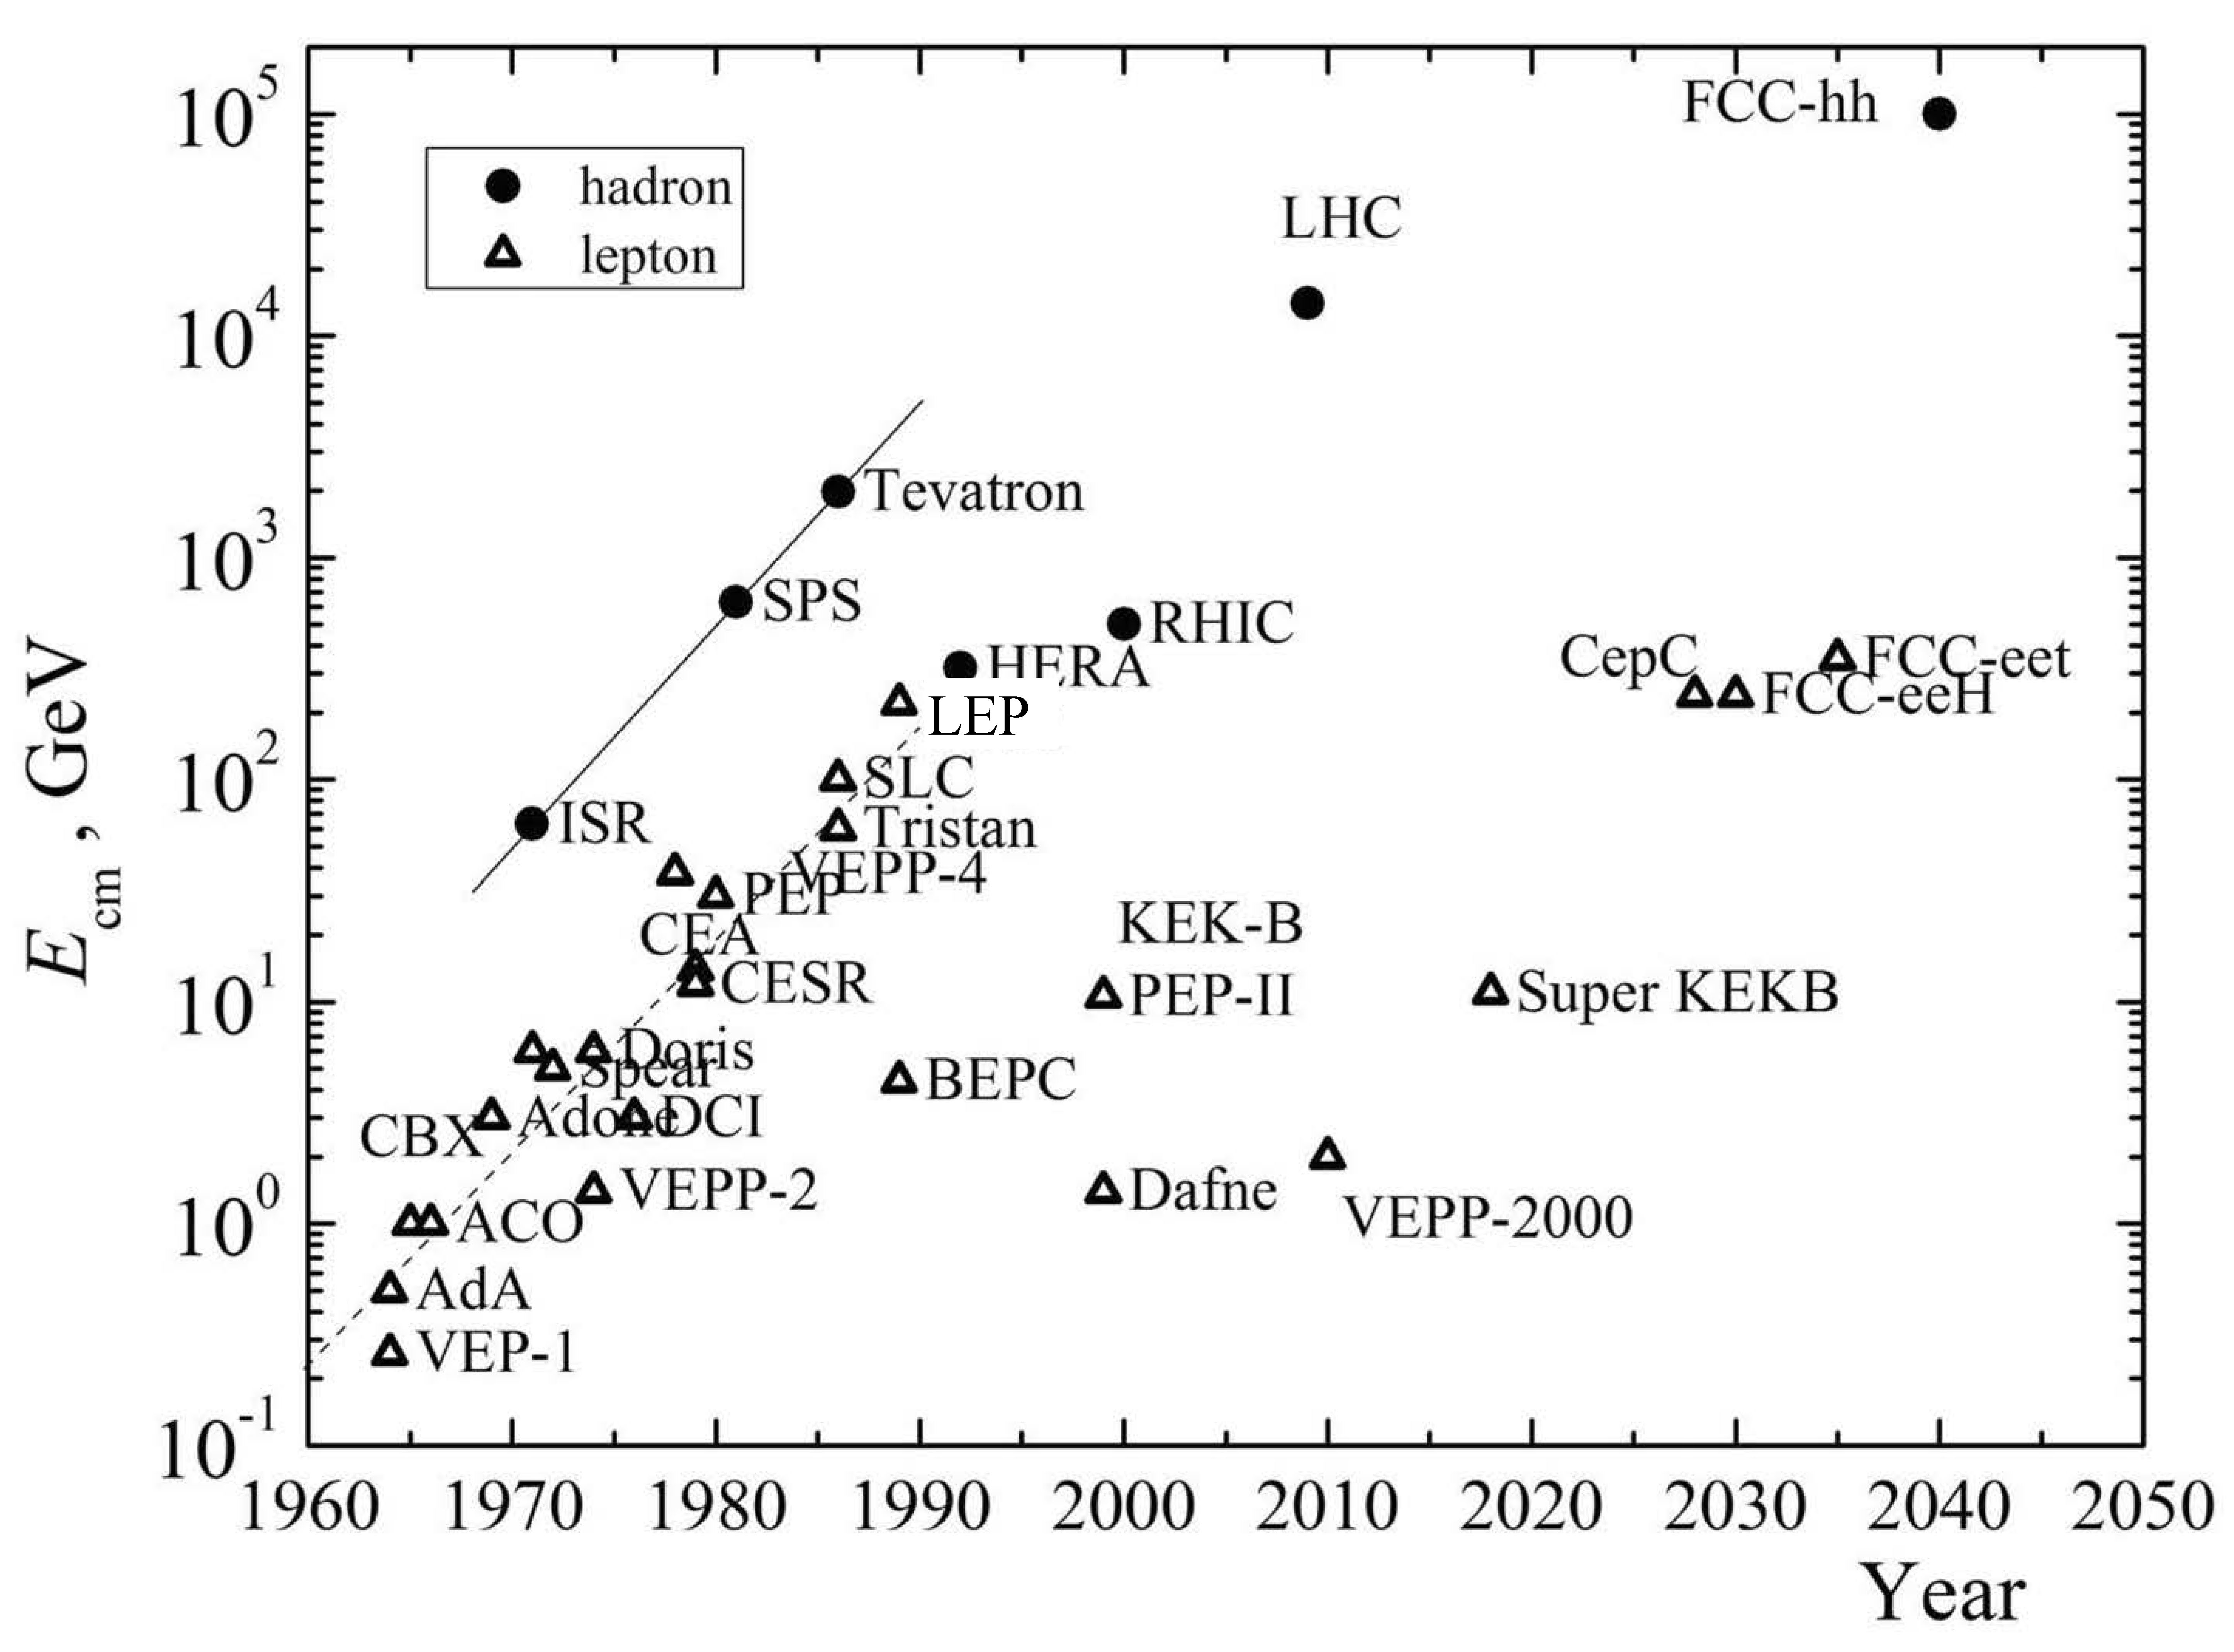 10^5
10^4
10^3
10^2
10^1
10^0
10^-1
E_cm, GeV
hadron
lepton
FCC-hh
LHC
Tevatron
SPS
RHIC
HERA
CepC
FCC-eet
FCC-eeH
LEP
SLC
ISR
Tristan
VEPP-4
PEP
CEA
KEK-B
CESR
PEP-II
Super KEKB
Doris
Spear
BEPC
CBX
Adone
DCI
VEPP-2
Dafne
VEPP-2000
ACO
AdA
VEP-1
1960 1970 1980 1990 2000 2010 2020 2030 2040 2050
Year